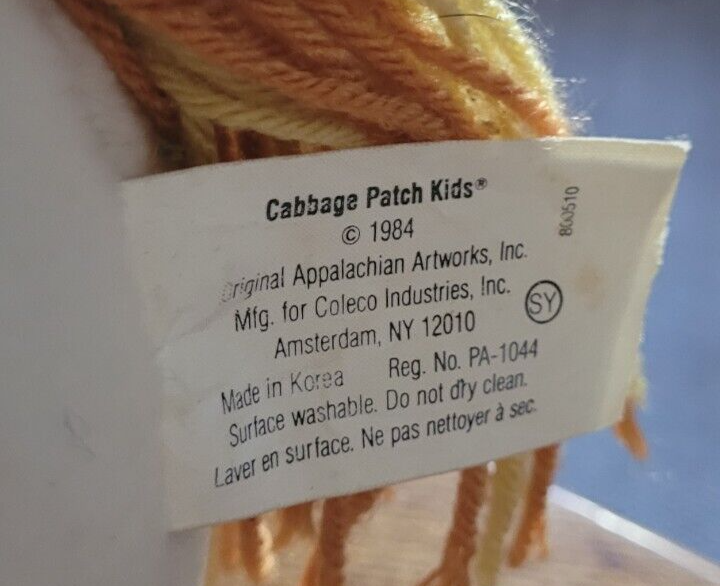 Cabbage Patch Kids®
© 1984
Original Appalachian Artworks, Inc.
Mfg. for Coleco Industries, Inc.
Amsterdam, NY 12010
SY
Made in Korea Reg. No. PA-1044
Surface washable. Do not dry clean.
Laver en surface. Ne pas nettoyer à sec.
800510